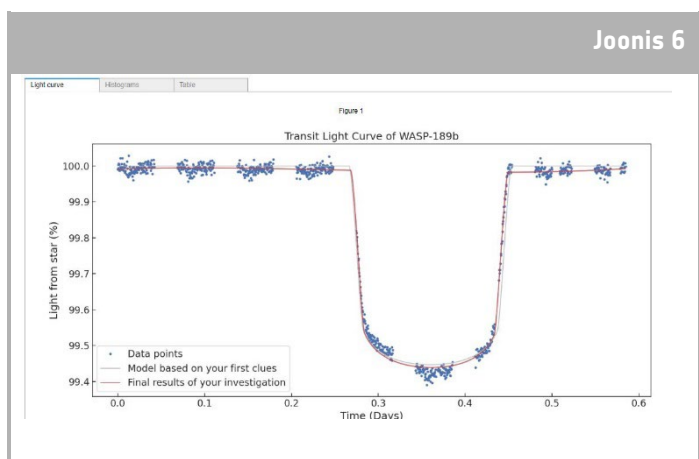 Joonis 6
Light curve
Histograms
Table
Figure 1
Transit Light Curve of WASP-189b
Light from star (%)
100.0
99.9
99.8
99.7
99.6
99.5
99.4
Data points
Model based on your first clues
Final results of your investigation
0.0
0.1
0.2
0.3
0.4
0.5
0.6
Time (Days)